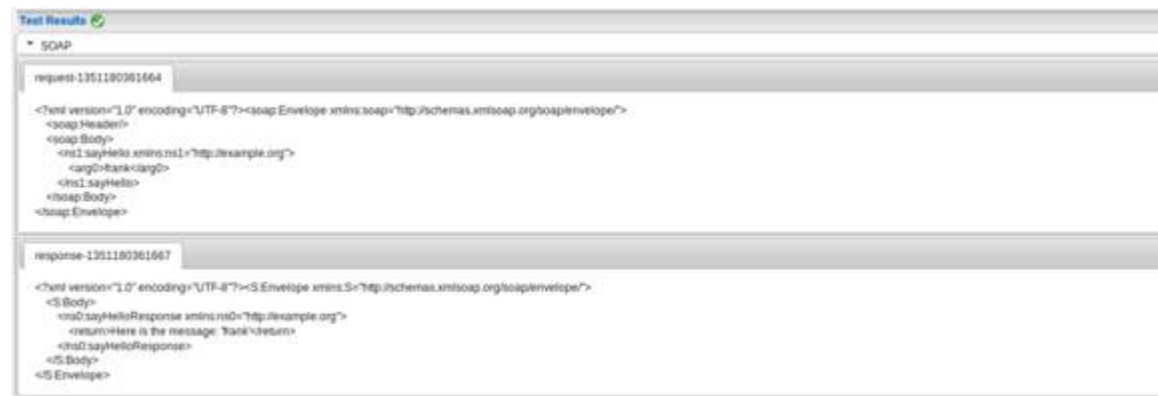 Test Results
SOAP
request-1351180361664
<?xml version="1.0" encoding="UTF-8"?><soap:Envelope xmlns:soap="http://schemas.xmlsoap.org/soap/envelope/">
<soap:Header/>
<soap:Body>
<ns1:sayHello xmlns:ns1="http://example.org">
<arg0>frank</arg0>
</ns1:sayHello>
</soap:Body>
</soap:Envelope>
response-1351180361667
<?xml version="1.0" encoding="UTF-8"?><S:Envelope xmlns:S="http://schemas.xmlsoap.org/soap/envelope/">
<S:Body>
<ns0:sayHelloResponse xmlns:ns0="http://example.org">
<return>Here is the message: 'frank'</return>
</ns0:sayHelloResponse>
</S:Body>
</S:Envelope>